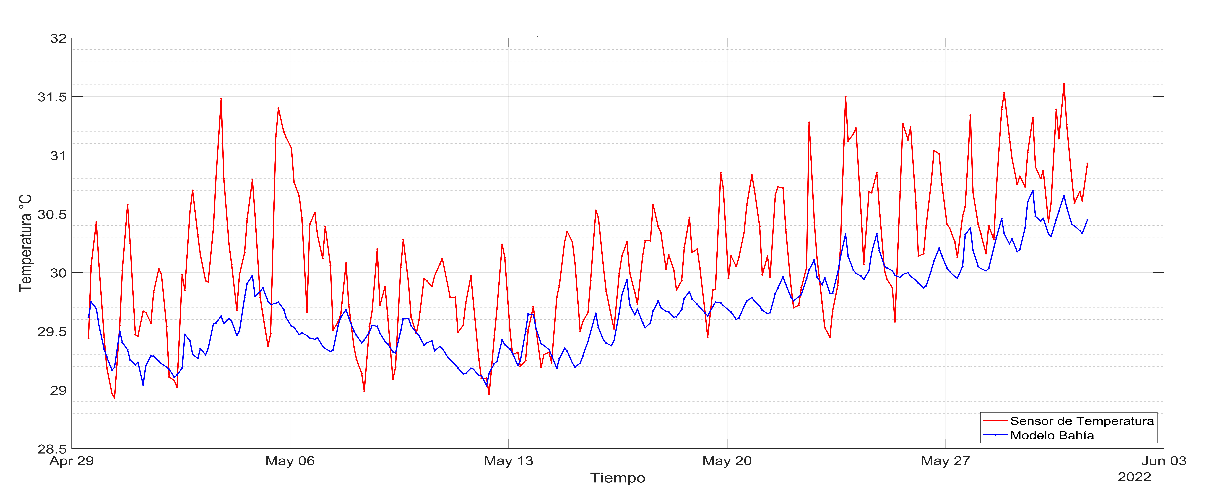 32
31.5
31
30.5
30
29.5
29
28.5
Temperatura °C
Apr 29
May 06
May 13
May 20
May 27
Jun 03
Tiempo
2022
Sensor de Temperatura
Modelo Bahía